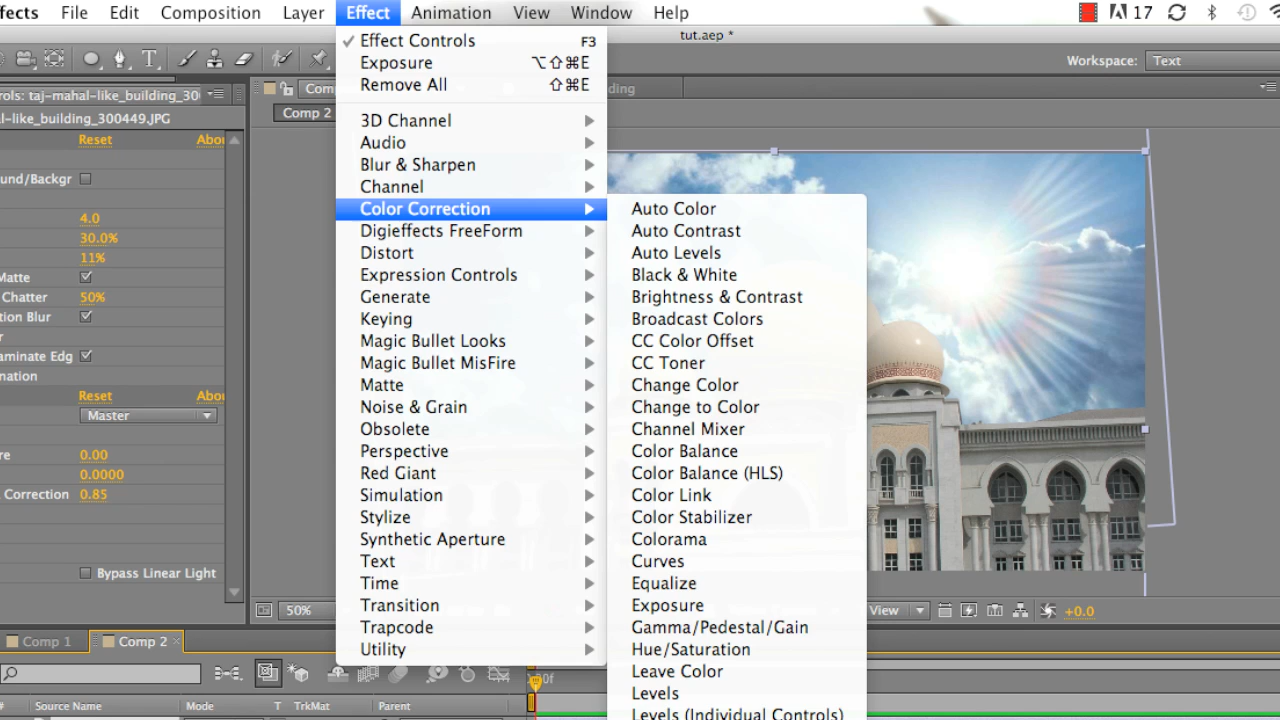 ffects File Edit Composition Layer Effect Animation View Window Help 17
tut.aep *
Workspace: Text
rols: taj-mahal-like_building_30
Com
ding
l-like_building_300449.JPG
Comp 2
Reset Abou
und/Backgr
4.0
30.0%
11%
Matte
Chatter 50%
tion Blur
r
aminate Edg
nation
Reset Abou
Master
re 0.00
0.0000
Correction 0.85
Bypass Linear Light
Effect Controls F3
Exposure ⌥⇧⌘E
Remove All ⇧⌘E
3D Channel
Audio
Blur & Sharpen
Channel
Color Correction
Digieffects FreeForm
Distort
Expression Controls
Generate
Keying
Magic Bullet Looks
Magic Bullet MisFire
Matte
Noise & Grain
Obsolete
Perspective
Red Giant
Simulation
Stylize
Synthetic Aperture
Text
Time
Transition
Trapcode
Utility
Auto Color
Auto Contrast
Auto Levels
Black & White
Brightness & Contrast
Broadcast Colors
CC Color Offset
CC Toner
Change Color
Change to Color
Channel Mixer
Color Balance
Color Balance (HLS)
Color Link
Color Stabilizer
Colorama
Curves
Equalize
Exposure
Gamma/Pedestal/Gain
Hue/Saturation
Leave Color
Levels
Levels (Individual Controls)
50%
View +0.0
Comp 1 Comp 2
:00f
# Source Name Mode T TrkMat Parent